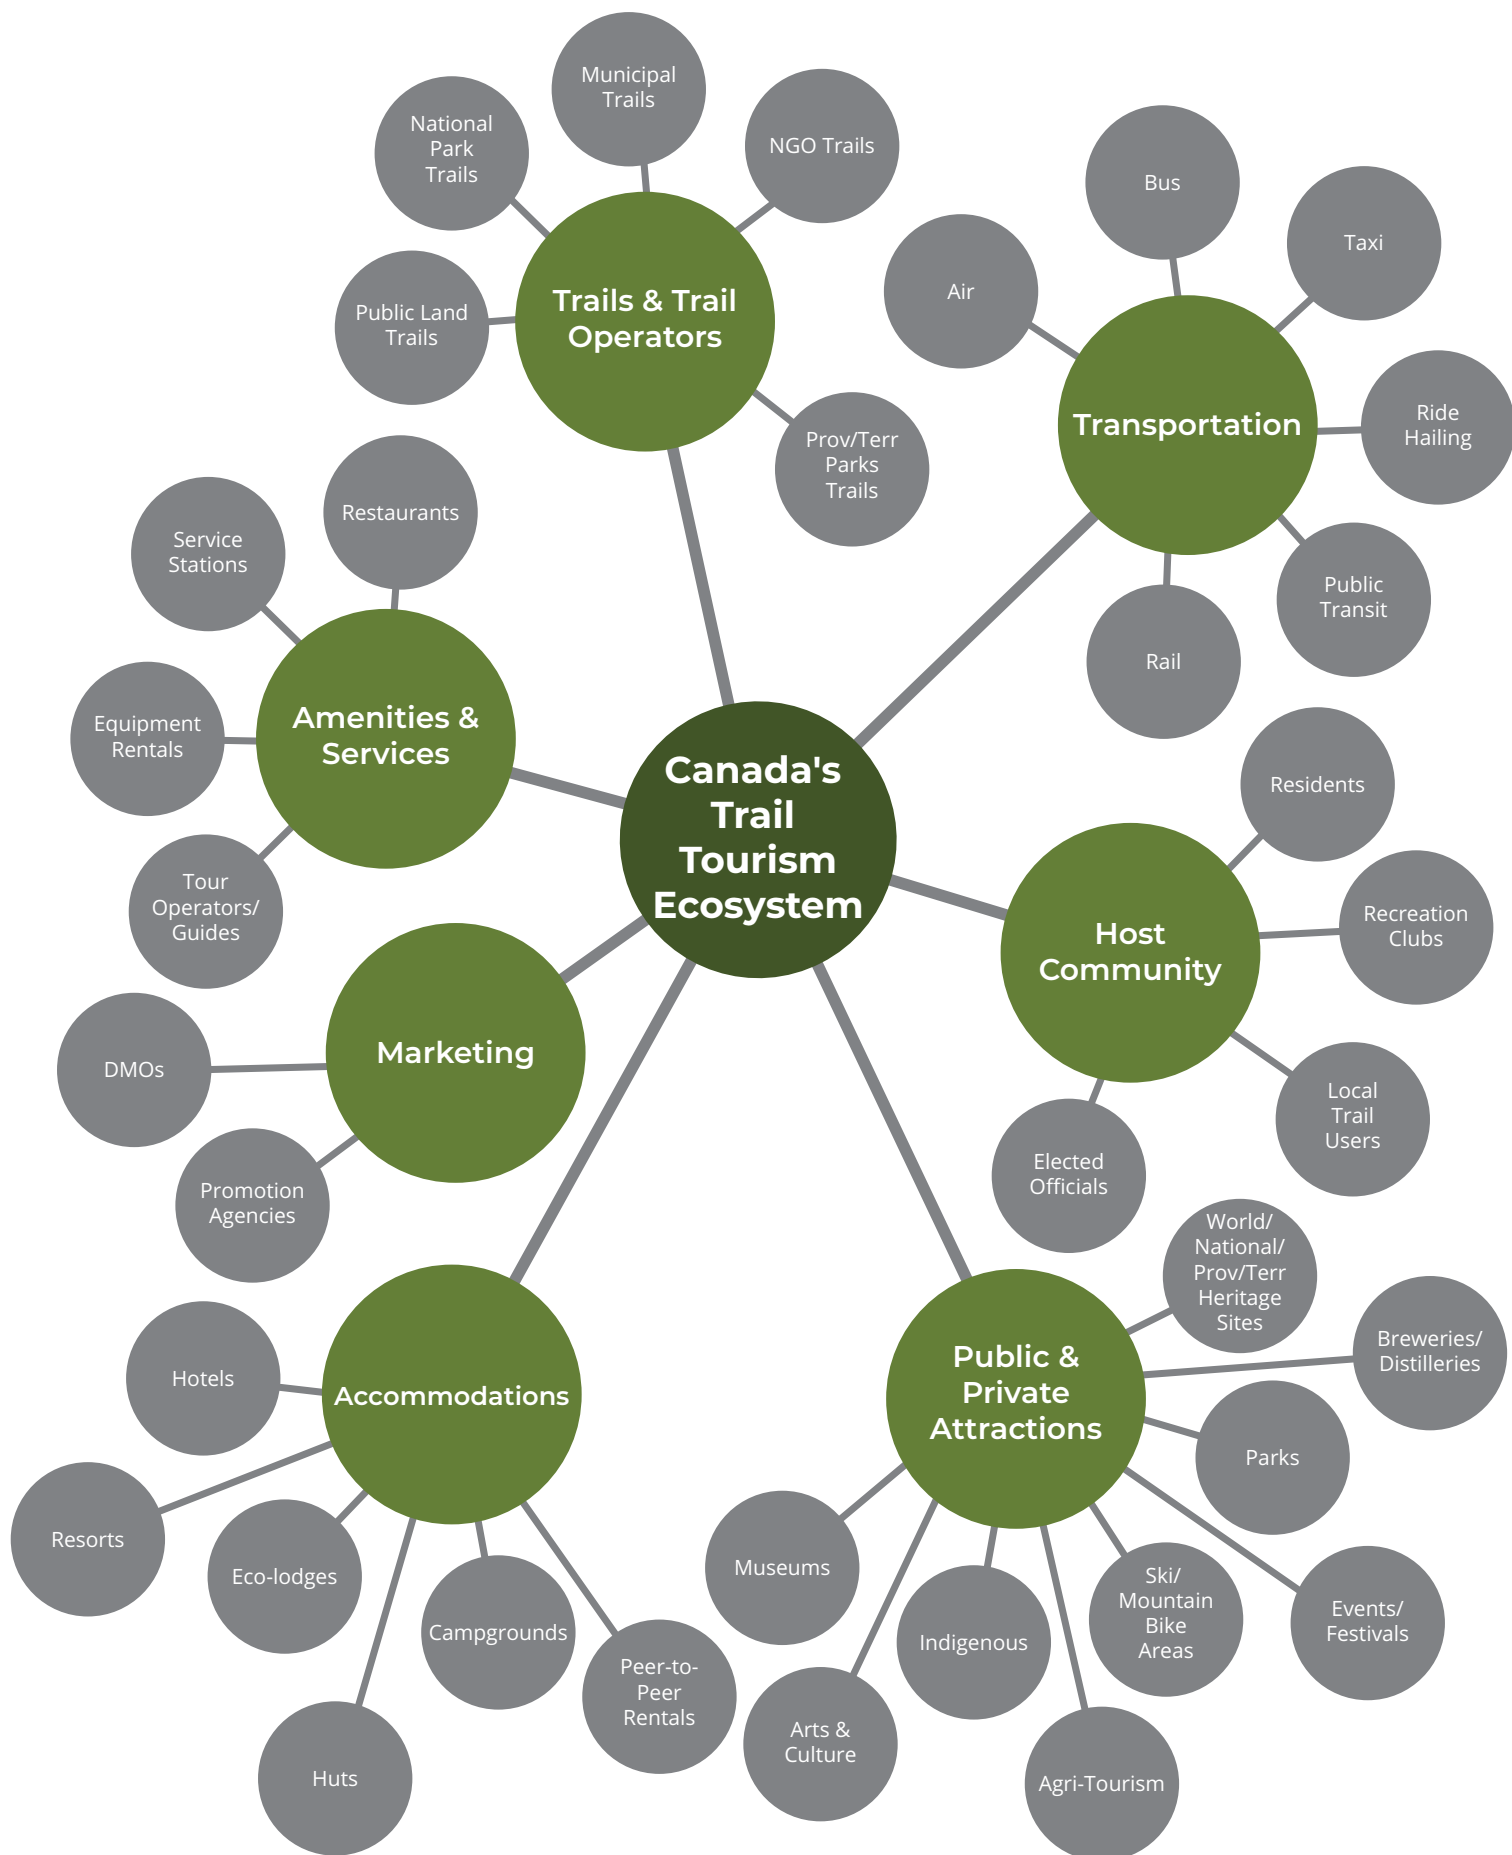 Canada's
Trail
Tourism
Ecosystem
Trails & Trail
Operators
Municipal
Trails
National
Park
Trails
NGO Trails
Public Land
Trails
Prov/Terr
Parks
Trails
Transportation
Bus
Taxi
Air
Ride
Hailing
Public
Transit
Rail
Amenities &
Services
Restaurants
Service
Stations
Equipment
Rentals
Tour
Operators/
Guides
Host
Community
Residents
Recreation
Clubs
Local
Trail
Users
Elected
Officials
Marketing
DMOs
Promotion
Agencies
Accommodations
Hotels
Resorts
Eco-lodges
Huts
Campgrounds
Peer-to-
Peer
Rentals
Public &
Private
Attractions
World/
National/
Prov/Terr
Heritage
Sites
Breweries/
Distilleries
Parks
Events/
Festivals
Ski/
Mountain
Bike
Areas
Agri-Tourism
Indigenous
Arts &
Culture
Museums